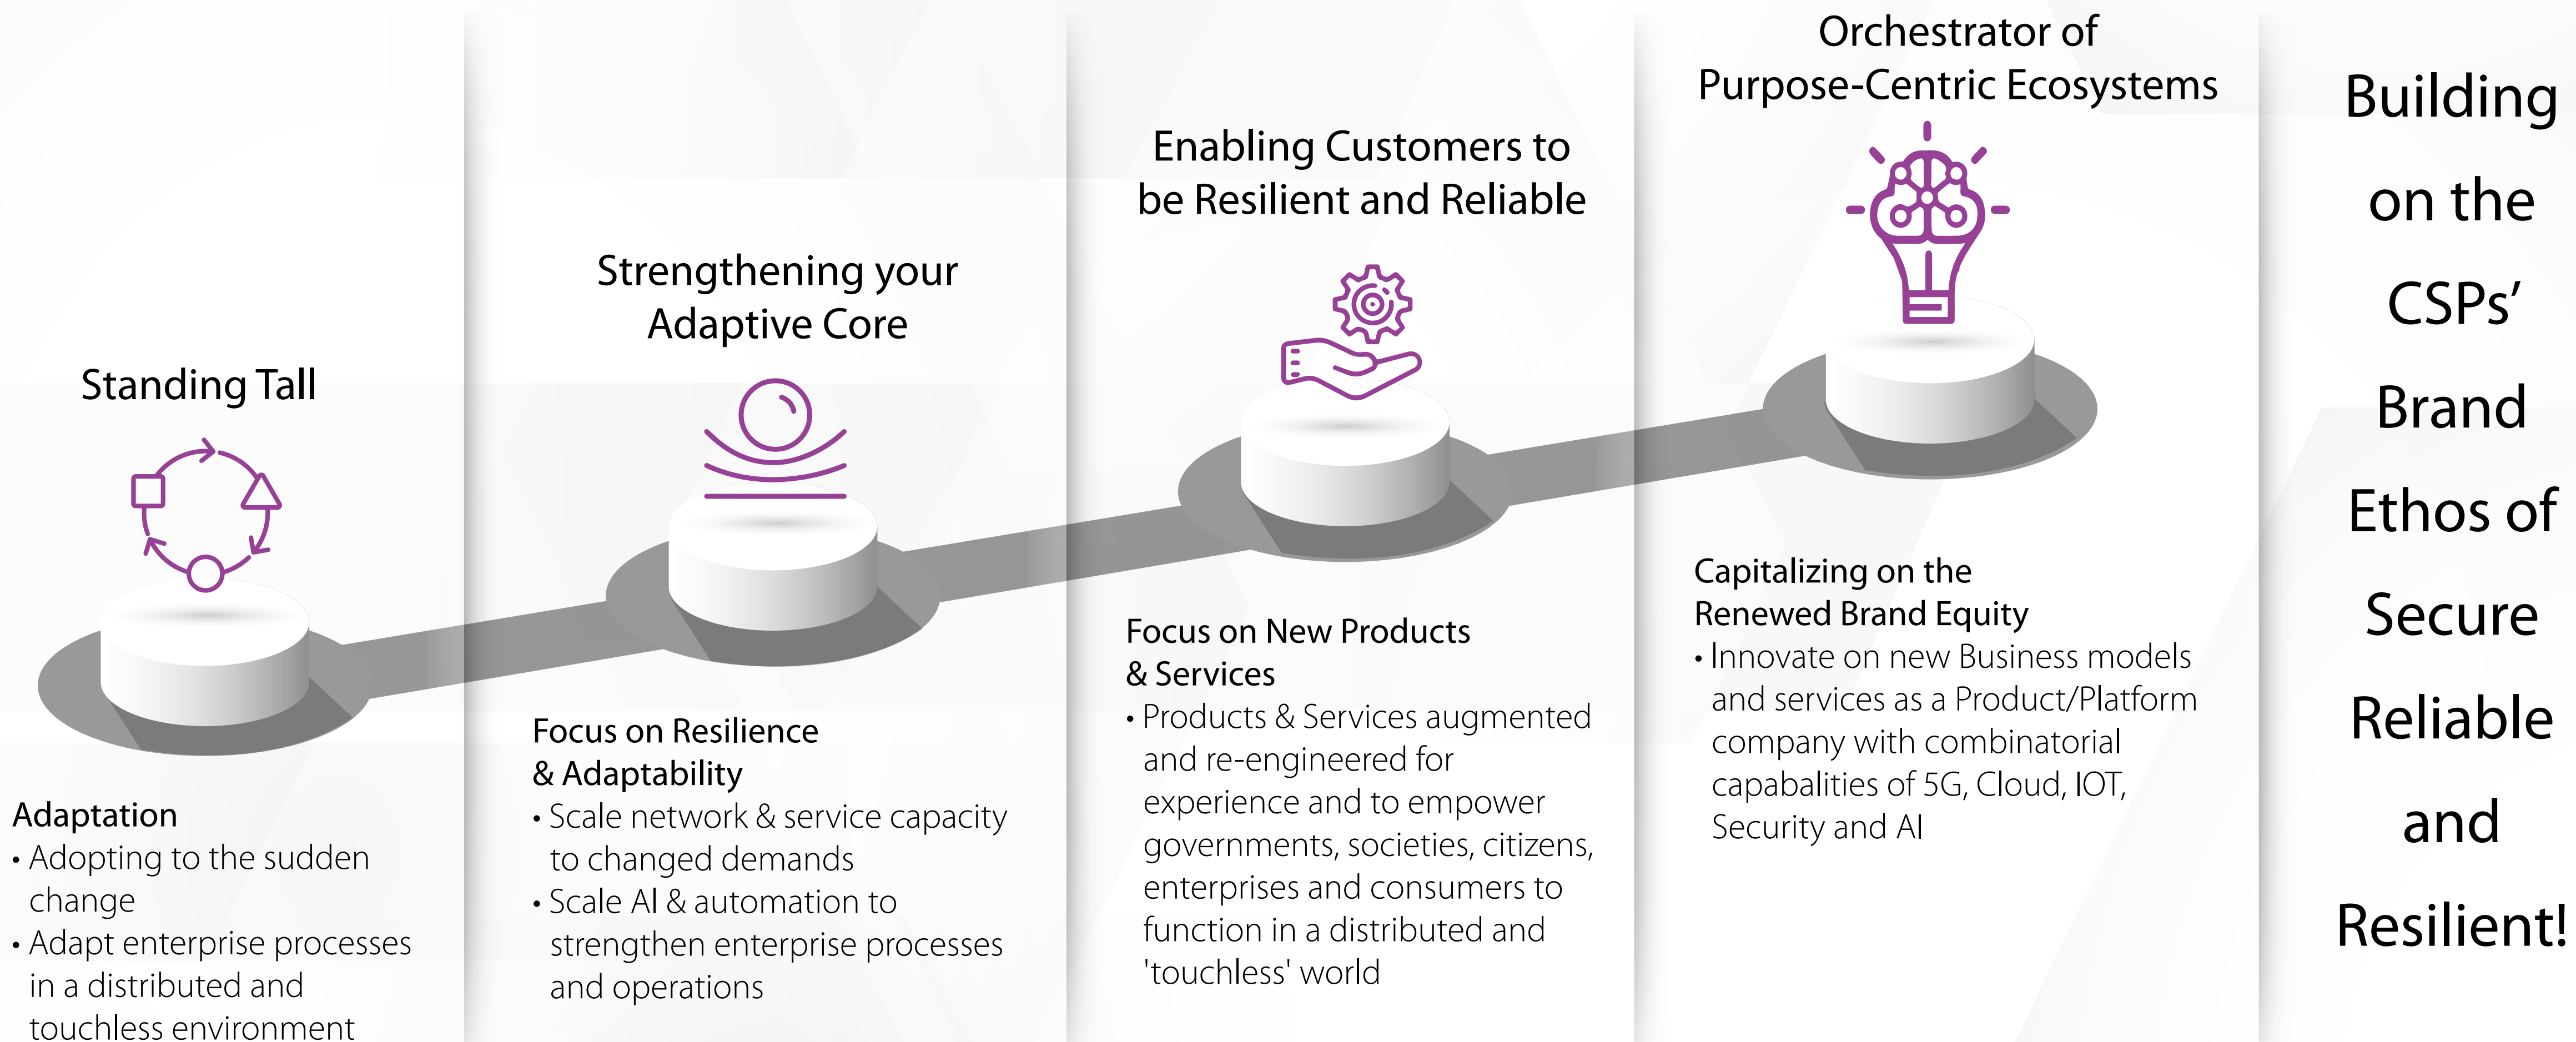 Standing Tall
Adaptation
• Adopting to the sudden
change
• Adapt enterprise processes
in a distributed and
touchless environment
Strengthening your
Adaptive Core
Focus on Resilience
& Adaptability
• Scale network & service capacity
to changed demands
• Scale AI & automation to
strengthen enterprise processes
and operations
Enabling Customers to
be Resilient and Reliable
Focus on New Products
& Services
• Products & Services augmented
and re-engineered for
experience and to empower
governments, societies, citizens,
enterprises and consumers to
function in a distributed and
'touchless' world
Orchestrator of
Purpose-Centric Ecosystems
Capitalizing on the
Renewed Brand Equity
• Innovate on new Business models
and services as a Product/Platform
company with combinatorial
capabalities of 5G, Cloud, IOT,
Security and AI
Building
on the
CSPs’
Brand
Ethos of
Secure
Reliable
and
Resilient!